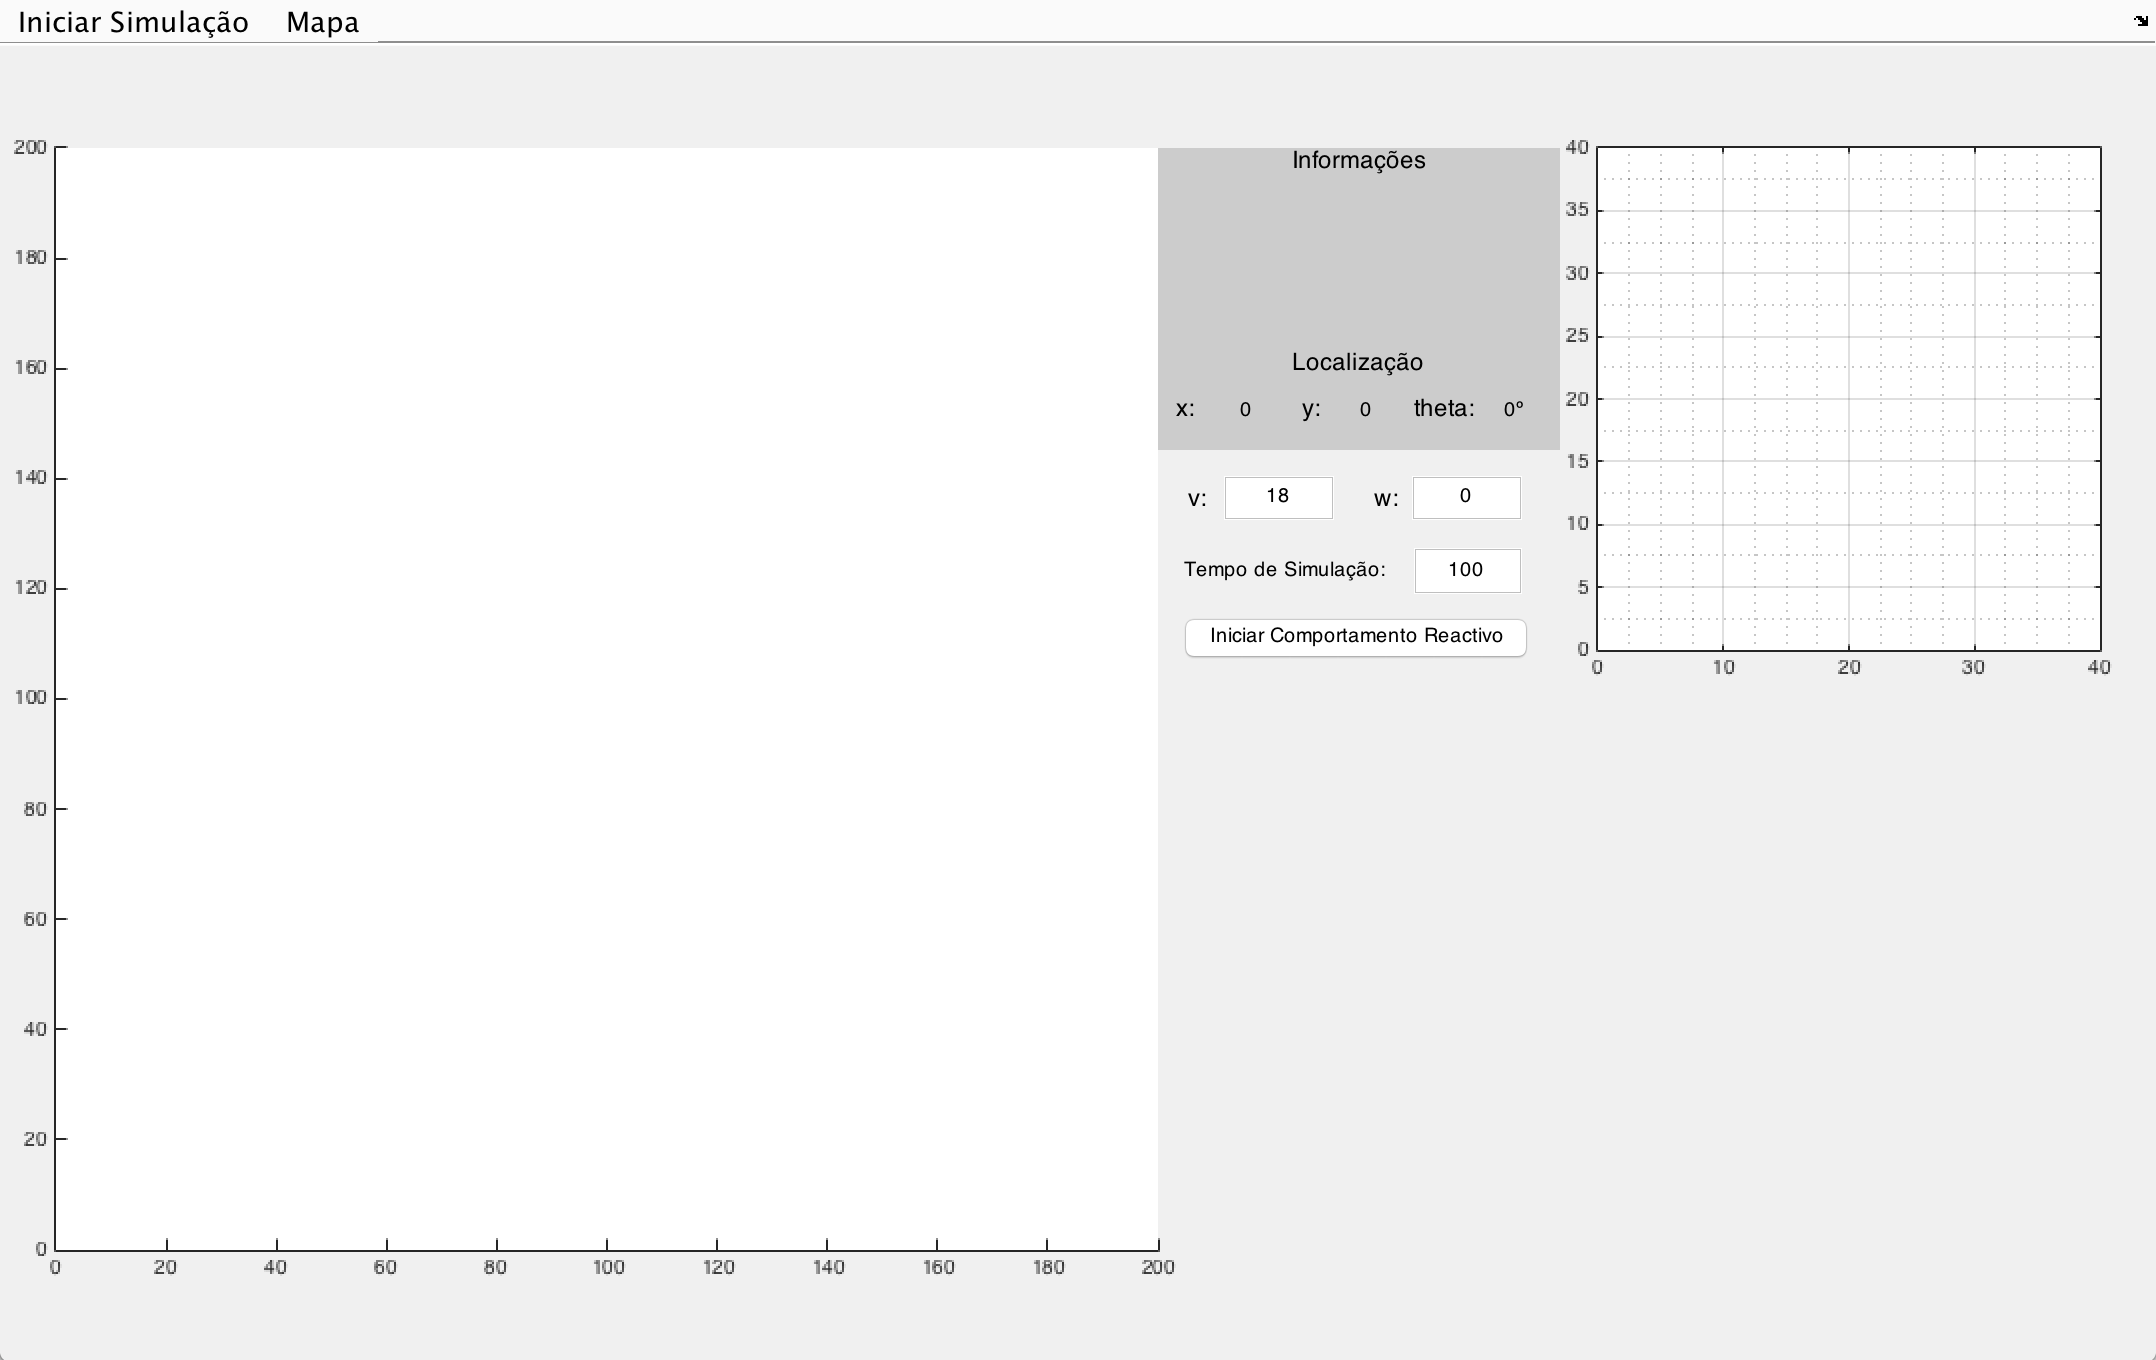 Iniciar Simulação Mapa
200
180
160
140
120
100
80
60
40
20
0
0 20 40 60 80 100 120 140 160 180 200
Informações
Localização
x: 0 y: 0 theta: 0º
v: 18 w: 0
Tempo de Simulação: 100
Iniciar Comportamento Reactivo
40
35
30
25
20
15
10
5
0
0 10 20 30 40